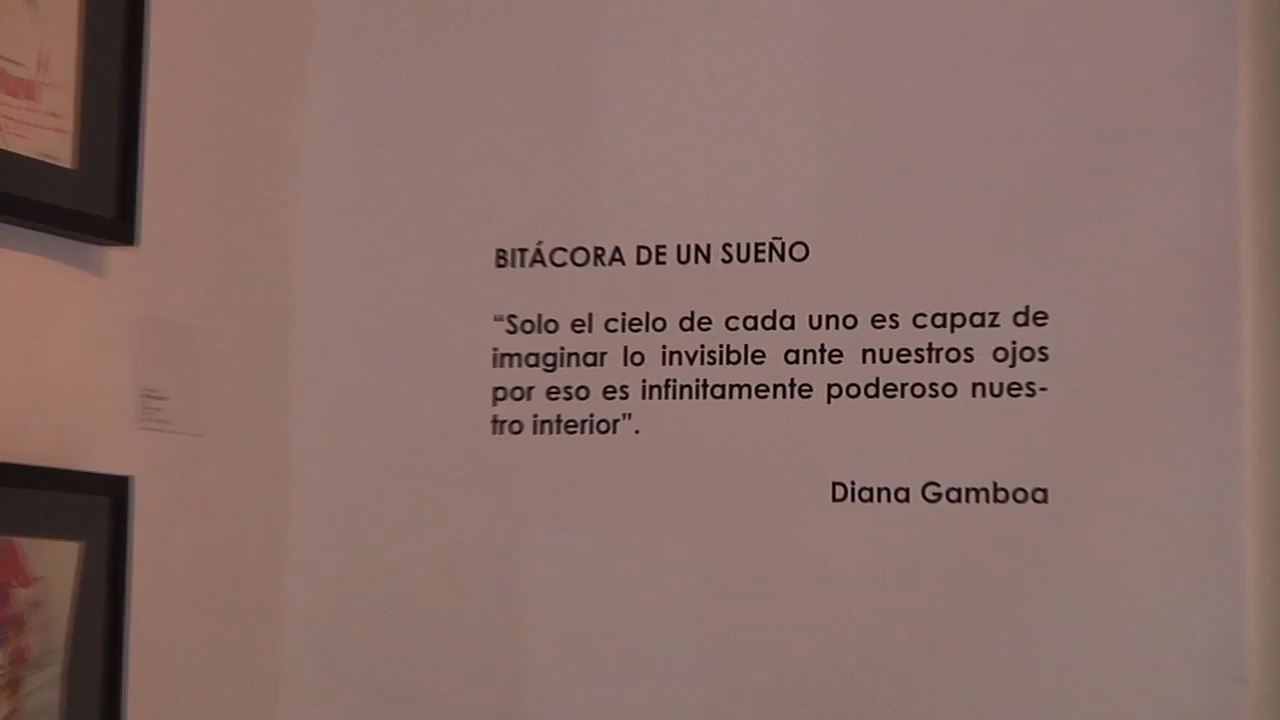 BITÁCORA DE UN SUEÑO
“Solo el cielo de cada uno es capaz de
imaginar lo invisible ante nuestros ojos
por eso es infinitamente poderoso nues-
tro interior”.
Diana Gamboa